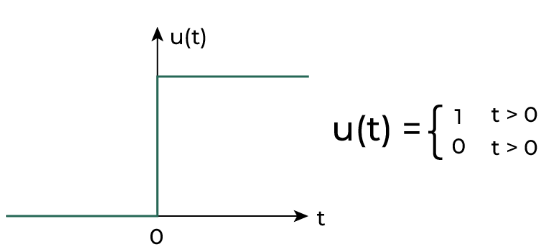 u(t)
u(t) = { 1 t > 0
0 t > 0
t
0